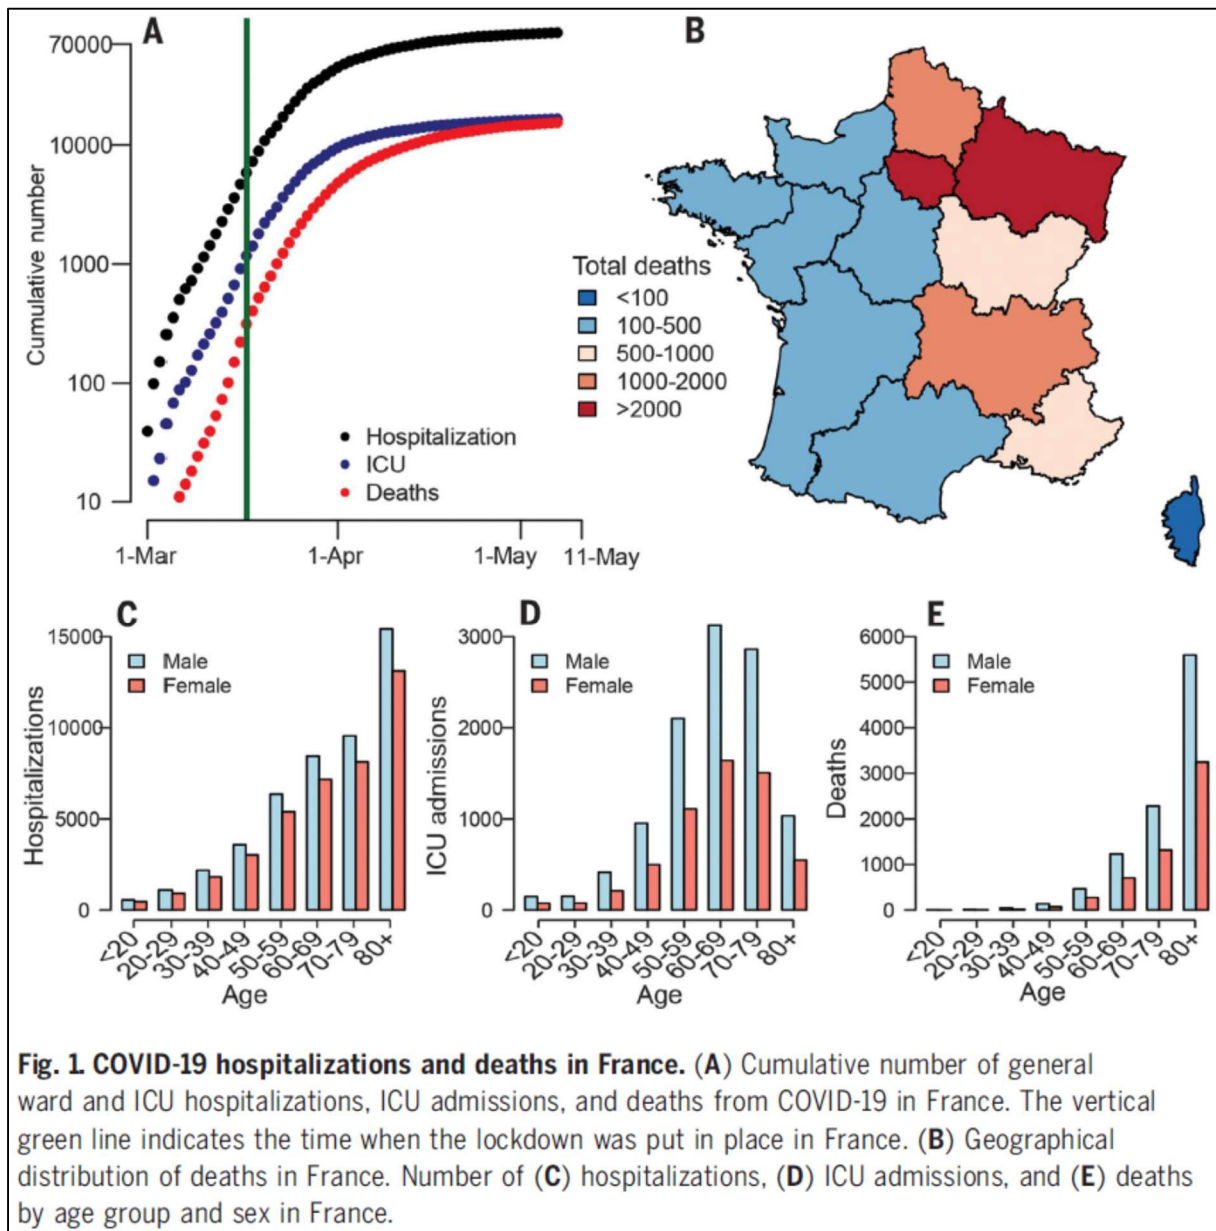 A
70000
10000
1000
100
10
Cumulative number
Hospitalization
ICU
Deaths
1-Mar
1-Apr
1-May
11-May
B
Total deaths
<100
100-500
500-1000
1000-2000
>2000
C
15000
10000
5000
0
Hospitalizations
Male
Female
<20
20-29
30-39
40-49
50-59
60-69
70-79
80+
Age
D
3000
2000
1000
0
ICU admissions
Male
Female
<20
20-29
30-39
40-49
50-59
60-69
70-79
80+
Age
E
6000
5000
4000
3000
2000
1000
0
Deaths
Male
Female
<20
20-29
30-39
40-49
50-59
60-69
70-79
80+
Age
Fig. 1. COVID-19 hospitalizations and deaths in France. (A) Cumulative number of general
ward and ICU hospitalizations, ICU admissions, and deaths from COVID-19 in France. The vertical
green line indicates the time when the lockdown was put in place in France. (B) Geographical
distribution of deaths in France. Number of (C) hospitalizations, (D) ICU admissions, and (E) deaths
by age group and sex in France.